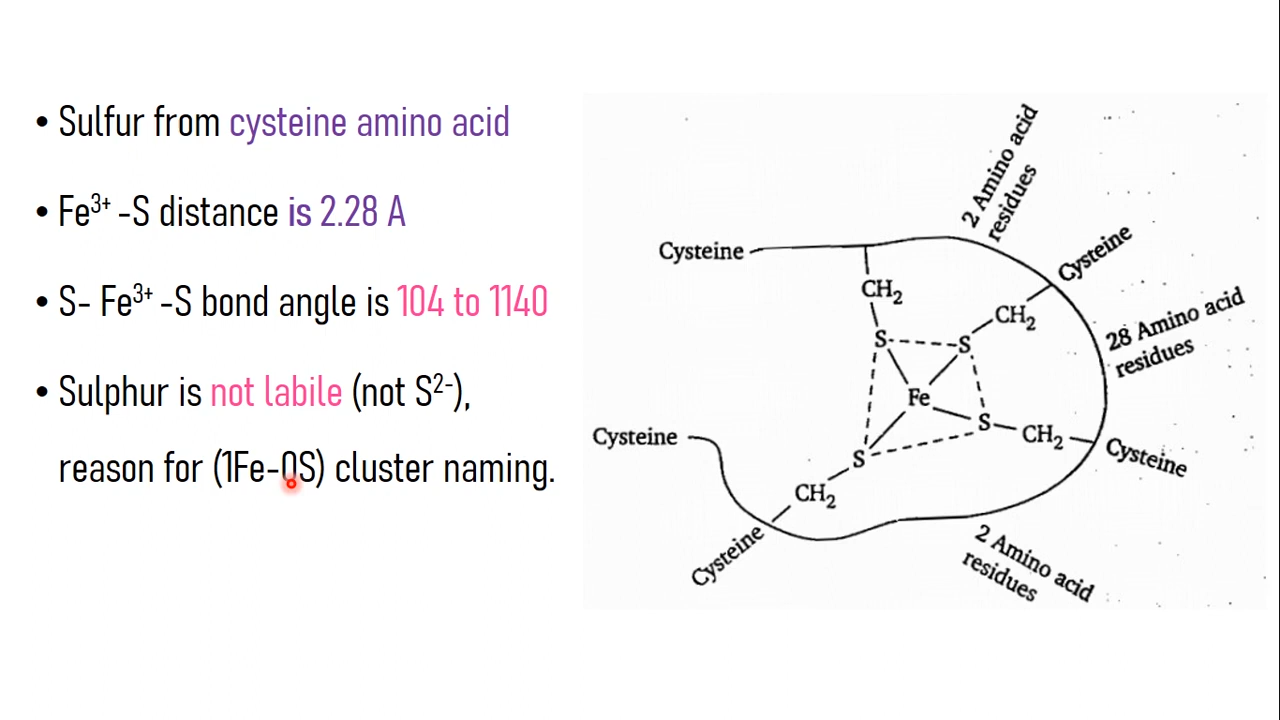 • Sulfur from cysteine amino acid
• Fe³⁺ -S distance is 2.28 A
• S- Fe³⁺ -S bond angle is 104 to 1140
• Sulphur is not labile (not S²⁻),
reason for (1Fe-0S) cluster naming.
2 Amino acid
residues
Cysteine
Cysteine
CH₂
CH₂
28 Amino acid
residues
S
S
Fe
S
CH₂
Cysteine
Cysteine
S
CH₂
Cysteine
2 Amino acid
residues